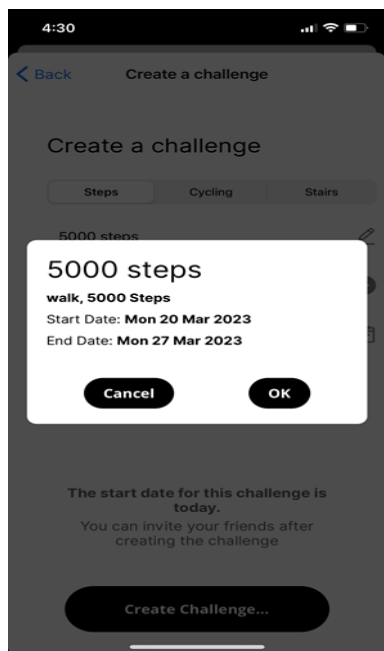 4:30
Back Create a challenge
Create a challenge
Steps Cycling Stairs
5000 steps
5000 steps
walk, 5000 Steps
Start Date: Mon 20 Mar 2023
End Date: Mon 27 Mar 2023
Cancel OK
The start date for this challenge is
today.
You can invite your friends after
creating the challenge
Create Challenge...